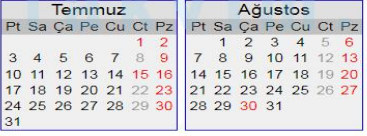 Temmuz
Pt Sa Ça Pe Cu Ct Pz
1 2
3 4 5 6 7 8 9
10 11 12 13 14 15 16
17 18 19 20 21 22 23
24 25 26 27 28 29 30
31
Ağustos
Pt Sa Ça Pe Cu Ct Pz
1 2 3 4 5 6
7 8 9 10 11 12 13
14 15 16 17 18 19 20
21 22 23 24 25 26 27
28 29 30 31